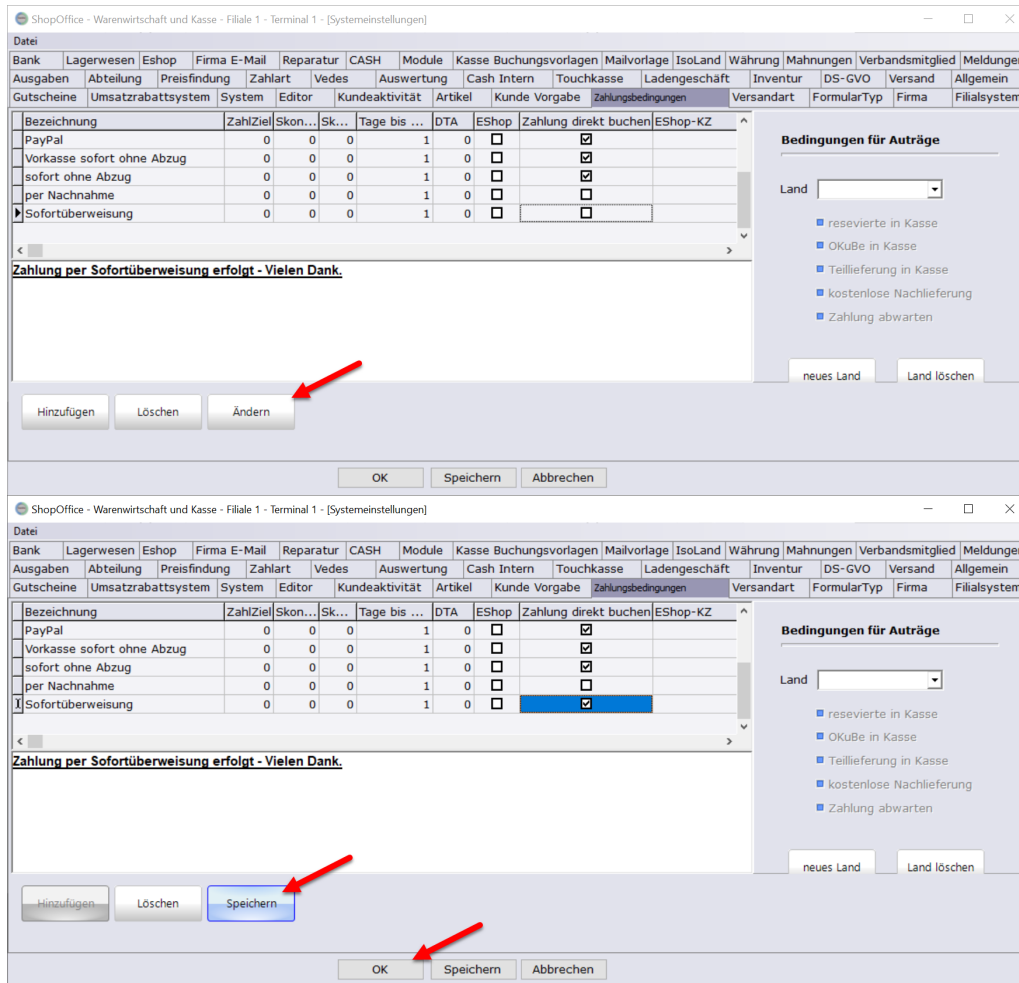 ShopOffice - Warenwirtschaft und Kasse - Filiale 1 - Terminal 1 - [Systemeinstellungen]
Datei
Bank Lagerwesen Eshop Firma E-Mail Reparatur CASH Module Kasse Buchungsvorlagen Mailvorlage IsoLand Währung Mahnungen Verbandsmitglied Meldunge
Ausgaben Abteilung Preisfindung Zahlart Vedes Auswertung Cash Intern Touchkasse Ladengeschäft Inventur DS-GVO Versand Allgemein
Gutscheine Umsatzrabattsystem System Editor Kundeaktivität Artikel Kunde Vorgabe Zahlungsbedingungen Versandart FormularTyp Firma Filialsystem
Bezeichnung ZahlZiel Skon... Sk... Tage bis ... DTA EShop Zahlung direkt buchen EShop-KZ
PayPal 0 0 0 1 0
Vorkasse sofort ohne Abzug 0 0 0 1 0
sofort ohne Abzug 0 0 0 1 0
per Nachnahme 0 0 0 1 0
Sofortüberweisung 0 0 0 1 0
Zahlung per Sofortüberweisung erfolgt - Vielen Dank.
Bedingungen für Auträge
Land
resevierte in Kasse
OKuBe in Kasse
Teillieferung in Kasse
kostenlose Nachlieferung
Zahlung abwarten
neues Land Land löschen
Hinzufügen Löschen Ändern
OK Speichern Abbrechen
ShopOffice - Warenwirtschaft und Kasse - Filiale 1 - Terminal 1 - [Systemeinstellungen]
Datei
Bank Lagerwesen Eshop Firma E-Mail Reparatur CASH Module Kasse Buchungsvorlagen Mailvorlage IsoLand Währung Mahnungen Verbandsmitglied Meldunge
Ausgaben Abteilung Preisfindung Zahlart Vedes Auswertung Cash Intern Touchkasse Ladengeschäft Inventur DS-GVO Versand Allgemein
Gutscheine Umsatzrabattsystem System Editor Kundeaktivität Artikel Kunde Vorgabe Zahlungsbedingungen Versandart FormularTyp Firma Filialsystem
Bezeichnung ZahlZiel Skon... Sk... Tage bis ... DTA EShop Zahlung direkt buchen EShop-KZ
PayPal 0 0 0 1 0
Vorkasse sofort ohne Abzug 0 0 0 1 0
sofort ohne Abzug 0 0 0 1 0
per Nachnahme 0 0 0 1 0
Sofortüberweisung 0 0 0 1 0
Zahlung per Sofortüberweisung erfolgt - Vielen Dank.
Bedingungen für Auträge
Land
resevierte in Kasse
OKuBe in Kasse
Teillieferung in Kasse
kostenlose Nachlieferung
Zahlung abwarten
neues Land Land löschen
Hinzufügen Löschen Speichern
OK Speichern Abbrechen